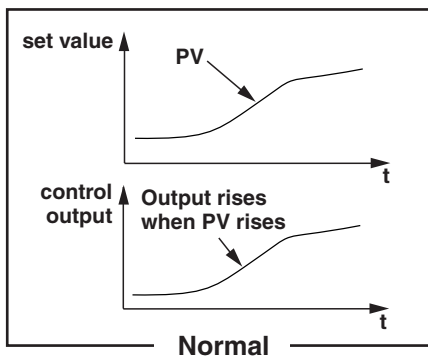 set value
PV
t
control
output
Output rises
when PV rises
t
Normal